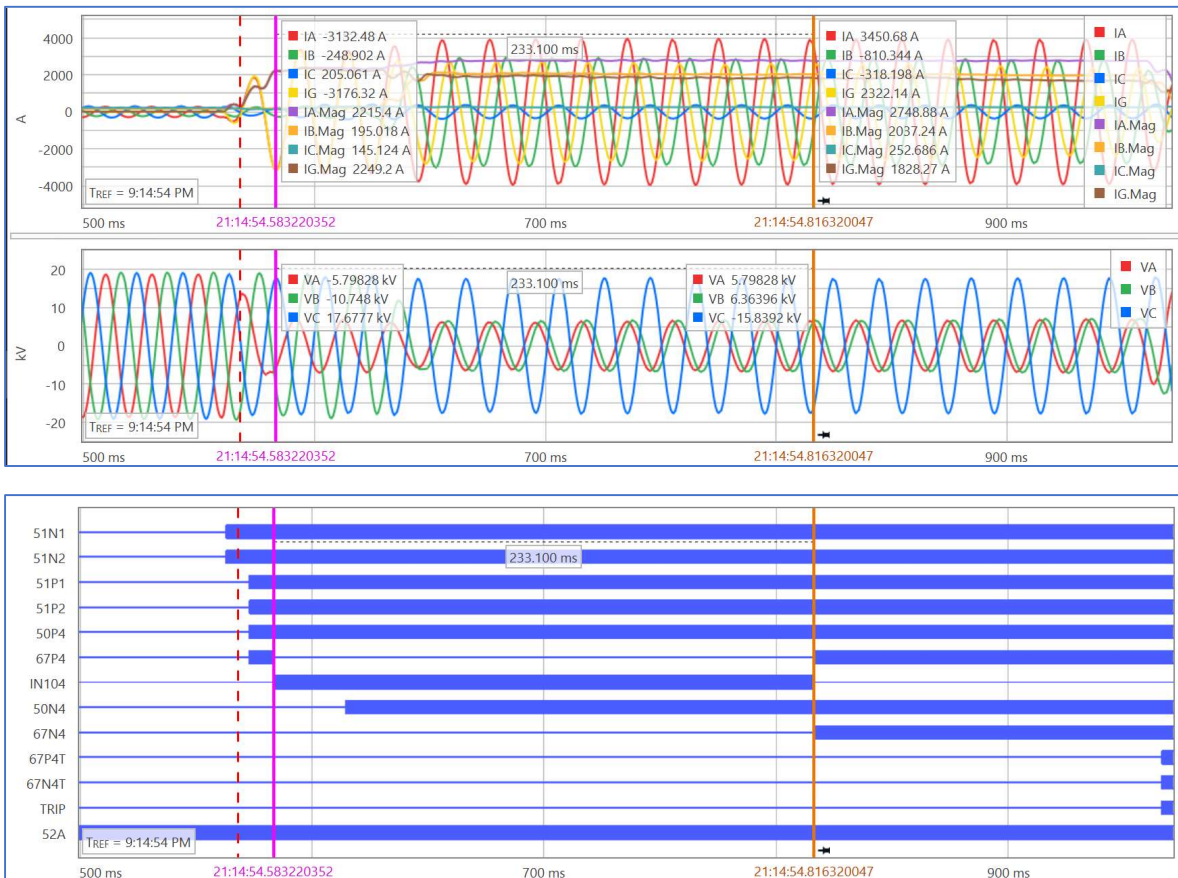 4000
2000
0
-2000
-4000
A
IA -3132.48 A
IB -248.902 A
IC 205.061 A
IG -3176.32 A
IA.Mag 2215.4 A
IB.Mag 195.018 A
IC.Mag 145.124 A
IG.Mag 2249.2 A
233.100 ms
IA 3450.68 A
IB 810.344 A
IC -318.198 A
IG 2322.14 A
IA.Mag 2748.88 A
IB.Mag 2037.24 A
IC.Mag 252.686 A
IG.Mag 1828.27 A
IA
IB
IC
IG
IA.Mag
IB.Mag
IC.Mag
IG.Mag
TREF = 9:14:54 PM
500 ms 21:14:54.583220352 700 ms 21:14:54.816320047 900 ms
20
10
0
-10
-20
kV
VA -5.79828 kV
VB -10.748 kV
VC 17.6777 kV
233.100 ms
VA 5.79828 kV
VB 6.36396 kV
VC -15.8392 kV
VA
VB
VC
TREF = 9:14:54 PM
500 ms 21:14:54.583220352 700 ms 21:14:54.816320047 900 ms
51N1
51N2
233.100 ms
51P1
51P2
50P4
67P4
IN104
50N4
67N4
67P4T
67N4T
TRIP
52A
TREF = 9:14:54 PM
500 ms 21:14:54.583220352 700 ms 21:14:54.816320047 900 ms